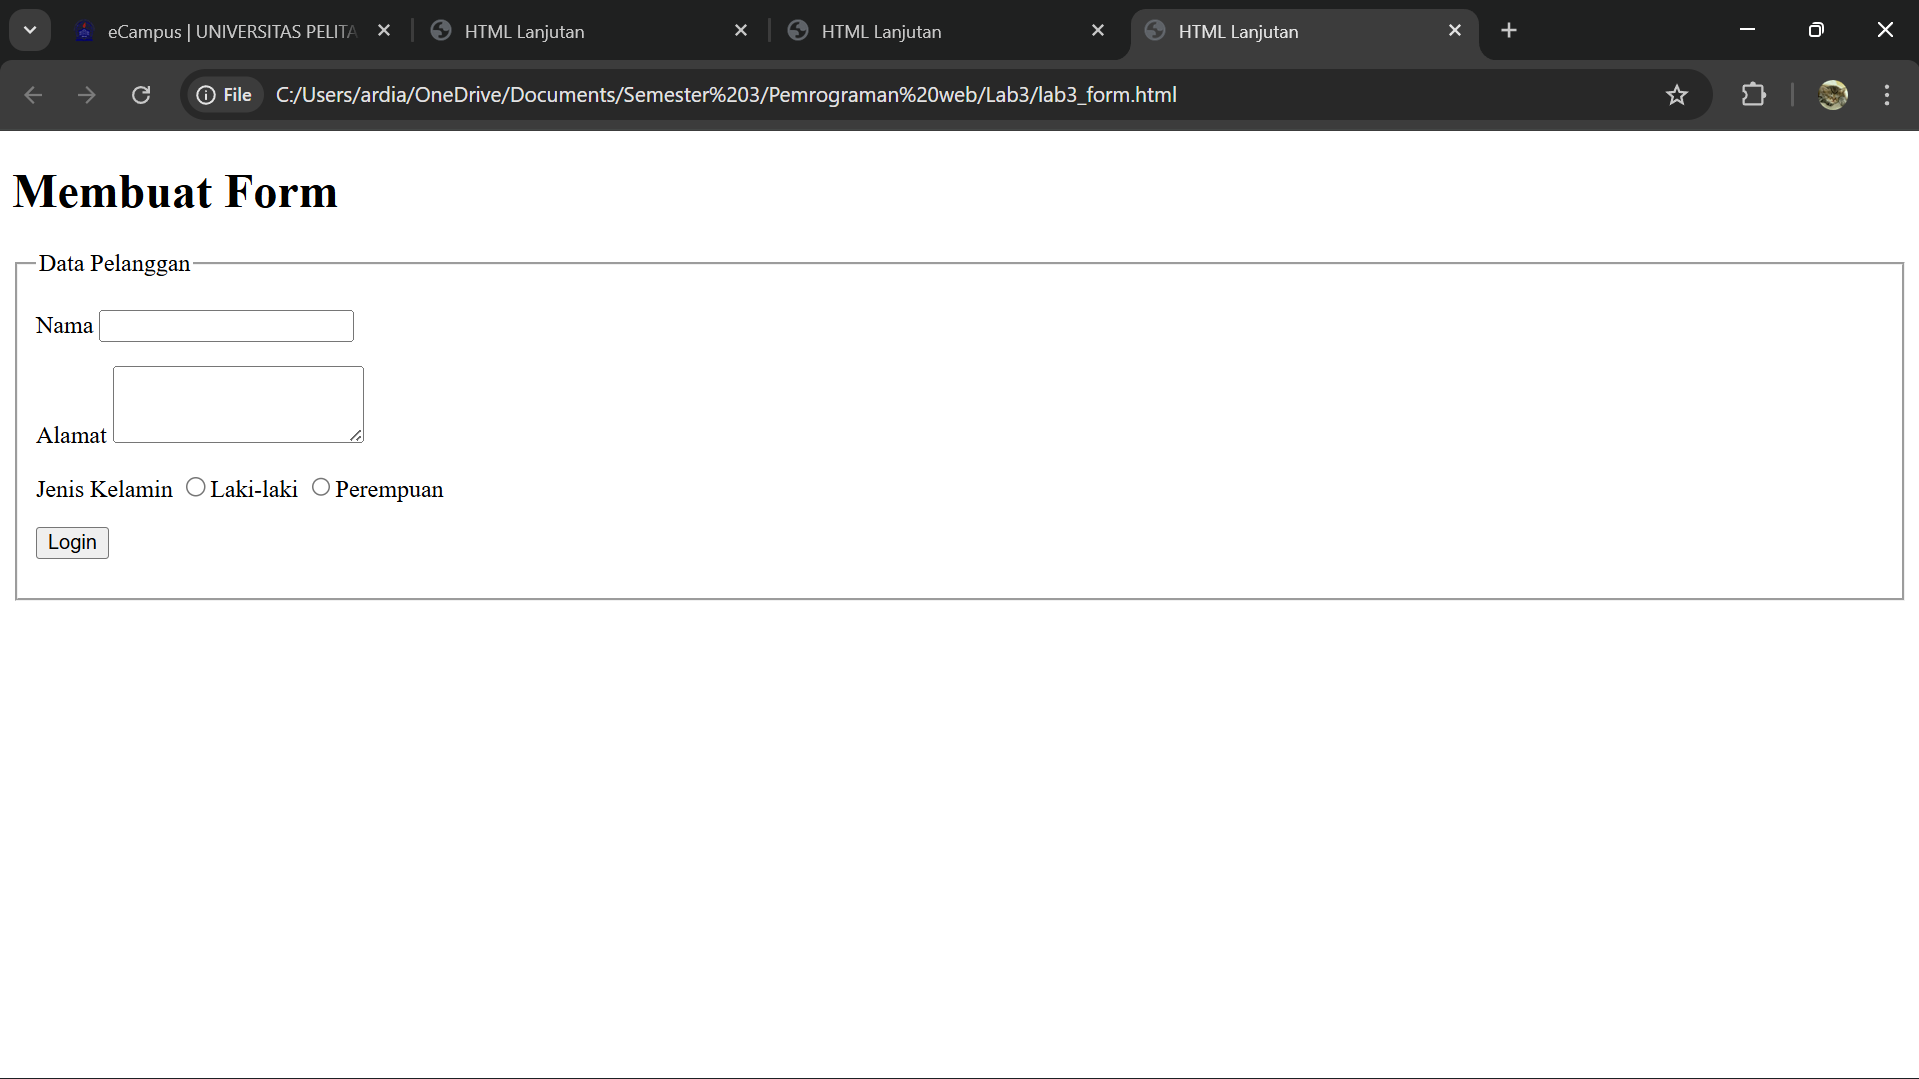 eCampus | UNIVERSITAS PELITA
HTML Lanjutan
HTML Lanjutan
HTML Lanjutan
File C:/Users/ardia/OneDrive/Documents/Semester%203/Pemrograman%20web/Lab3/lab3_form.html
Membuat Form
Data Pelanggan
Nama
Alamat
Jenis Kelamin Laki-laki Perempuan
Login